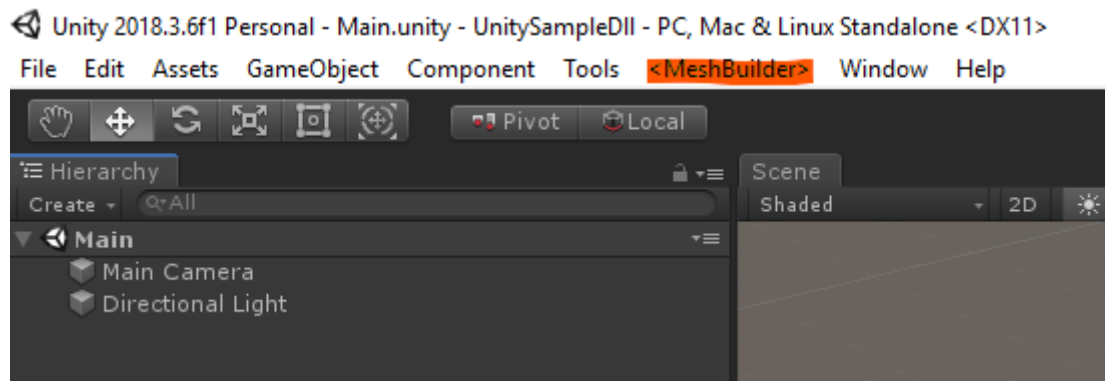 Unity 2018.3.6f1 Personal - Main.unity - UnitySampleDll - PC, Mac & Linux Standalone <DX11>
File Edit Assets GameObject Component Tools <MeshBuilder> Window Help
Pivot Local
Hierarchy Scene
Create All Shaded 2D
Main
Main Camera
Directional Light